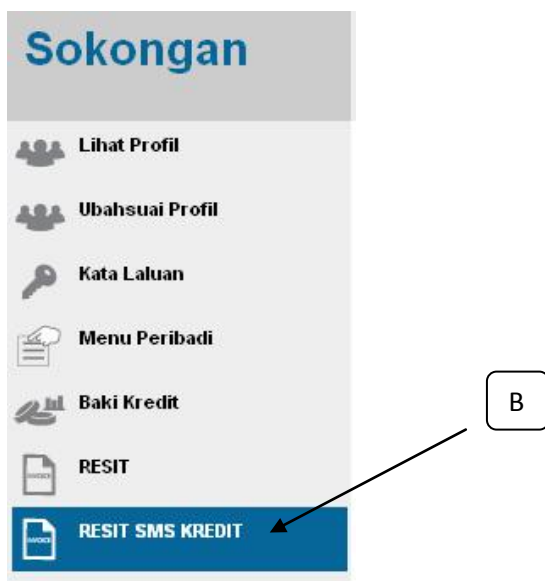 Sokongan
Lihat Profil
Ubahsuai Profil
Kata Laluan
Menu Peribadi
Baki Kredit
B
RESIT
RESIT SMS KREDIT